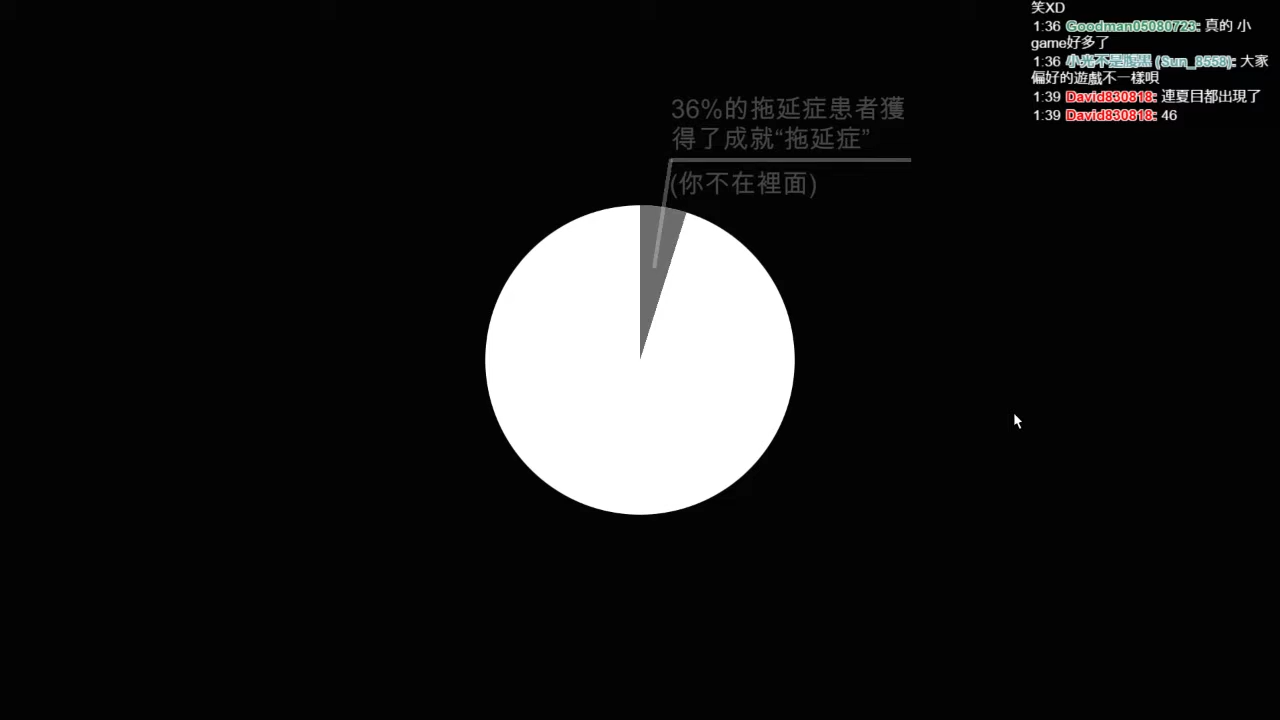 笑XD
1:36 Goodman05080723: 真的 小
game好多了
1:36 小光不是腹黑 (Sun_8558): 大家
偏好的遊戲不一樣唄
1:39 David830818: 連夏目都出現了
1:39 David830818: 46
36%的拖延症患者獲
得了成就“拖延症”
(你不在裡面)